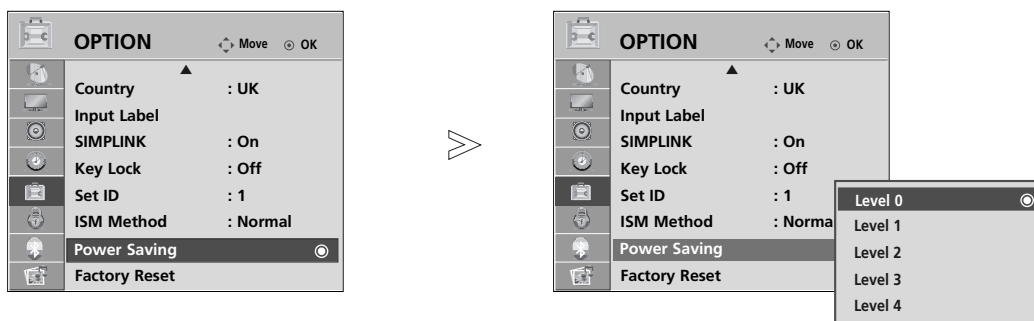 OPTION Move OK
Country : UK
Input Label
SIMPLINK : On
Key Lock : Off
Set ID : 1
ISM Method : Normal
Power Saving
Factory Reset
OPTION Move OK
Country : UK
Input Label
SIMPLINK : On
Key Lock : Off
Set ID : 1
ISM Method : Norma
Power Saving
Factory Reset
Level 0
Level 1
Level 2
Level 3
Level 4